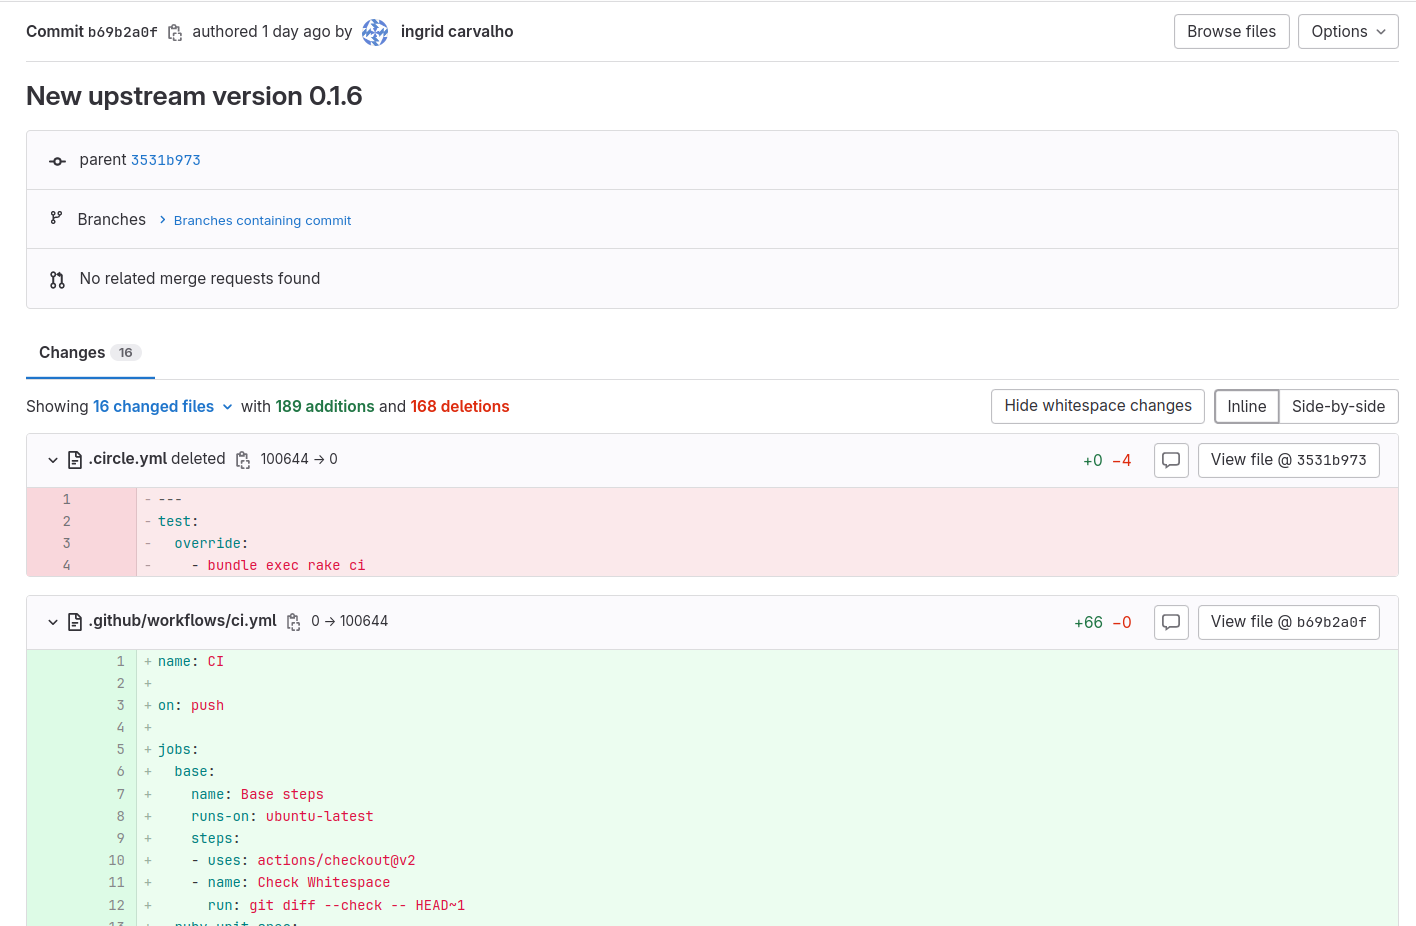 Commit b69b2a0f authored 1 day ago by ingrid carvalho Browse files Options
New upstream version 0.1.6
parent 3531b973
Branches Branches containing commit
No related merge requests found
Changes 16
Showing 16 changed files with 189 additions and 168 deletions Hide whitespace changes Inline Side-by-side
.circle.yml deleted 100644 → 0 +0 −4 View file @ 3531b973
1 - ---
2 - test:
3 -   override:
4 -     - bundle exec rake ci
.github/workflows/ci.yml 0 → 100644 +66 −0 View file @ b69b2a0f
1 + name: CI
2 +
3 + on: push
4 +
5 + jobs:
6 +   base:
7 +     name: Base steps
8 +     runs-on: ubuntu-latest
9 +     steps:
10 +     - uses: actions/checkout@v2
11 +     - name: Check Whitespace
12 +       run: git diff --check -- HEAD~1